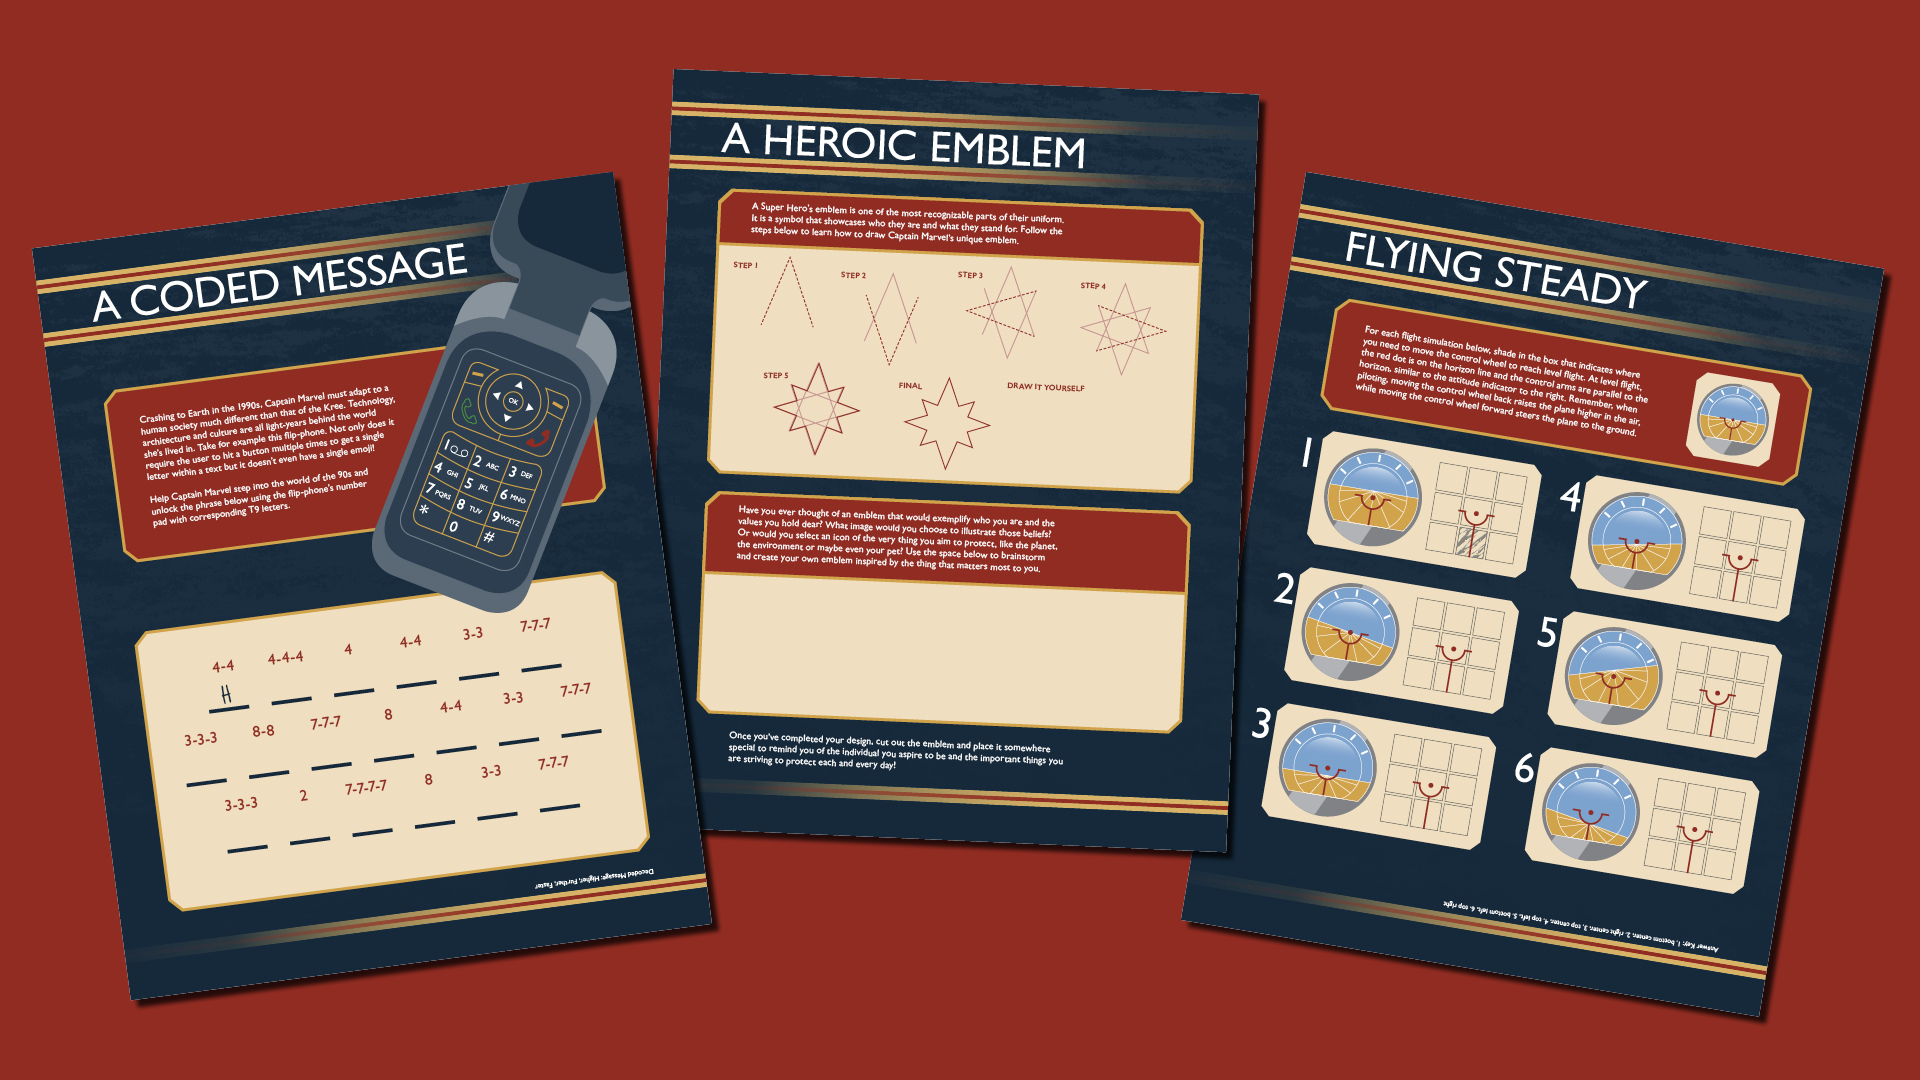 A CODED MESSAGE
Crashing to Earth in the 1990s, Captain Marvel must adapt to a
human society much different than that of the Kree. Technology,
architecture and culture are all light-years behind the world
she's lived in. Take for example this flip-phone. Not only does it
require the user to hit a button multiple times to get a single
letter within a text but it doesn't even have a single emoji!
Help Captain Marvel step into the world of the 90s and
unlock the phrase below using the flip-phone's number
pad with corresponding T9 letters.
OK
1 2 ABC 3 DEF
4 GHI 5 JKL 6 MNO
7 PQRS 8 TUV 9 WXYZ
* 0 #
4-4 4-4-4 4 4-4 3-3 7-7-7
H
3-3-3 8-8 7-7-7 8 4-4 3-3 7-7-7
3-3-3 2 7-7-7-7 8 3-3 7-7-7
Decoded Message: Higher, Further, Faster
A HEROIC EMBLEM
A Super Hero's emblem is one of the most recognizable parts of their uniform.
It is a symbol that showcases who they are and what they stand for. Follow the
steps below to learn how to draw Captain Marvel's unique emblem.
STEP 1 STEP 2 STEP 3 STEP 4
STEP 5 FINAL DRAW IT YOURSELF
Have you ever thought of an emblem that would exemplify who you are and the
values you hold dear? What image would you choose to illustrate those beliefs?
Or would you select an icon of the very thing you aim to protect, like the planet,
the environment or maybe even your pet? Use the space below to brainstorm
and create your own emblem inspired by the thing that matters most to you.
Once you've completed your design, cut out the emblem and place it somewhere
special to remind you of the individual you aspire to be and the important things you
are striving to protect each and every day!
FLYING STEADY
For each flight simulation below, shade in the box that indicates where
you need to move the control wheel to reach level flight. At level flight,
the red dot is on the horizon line and the control arms are parallel to the
horizon, similar to the attitude indicator to the right. Remember, when
piloting, moving the control wheel back raises the plane higher in the air,
while moving the control wheel forward steers the plane to the ground.
1
2
3
4
5
6
Answer Key: 1. bottom center, 2. right center, 3. top center, 4. top left, 5. bottom left, 6. top right